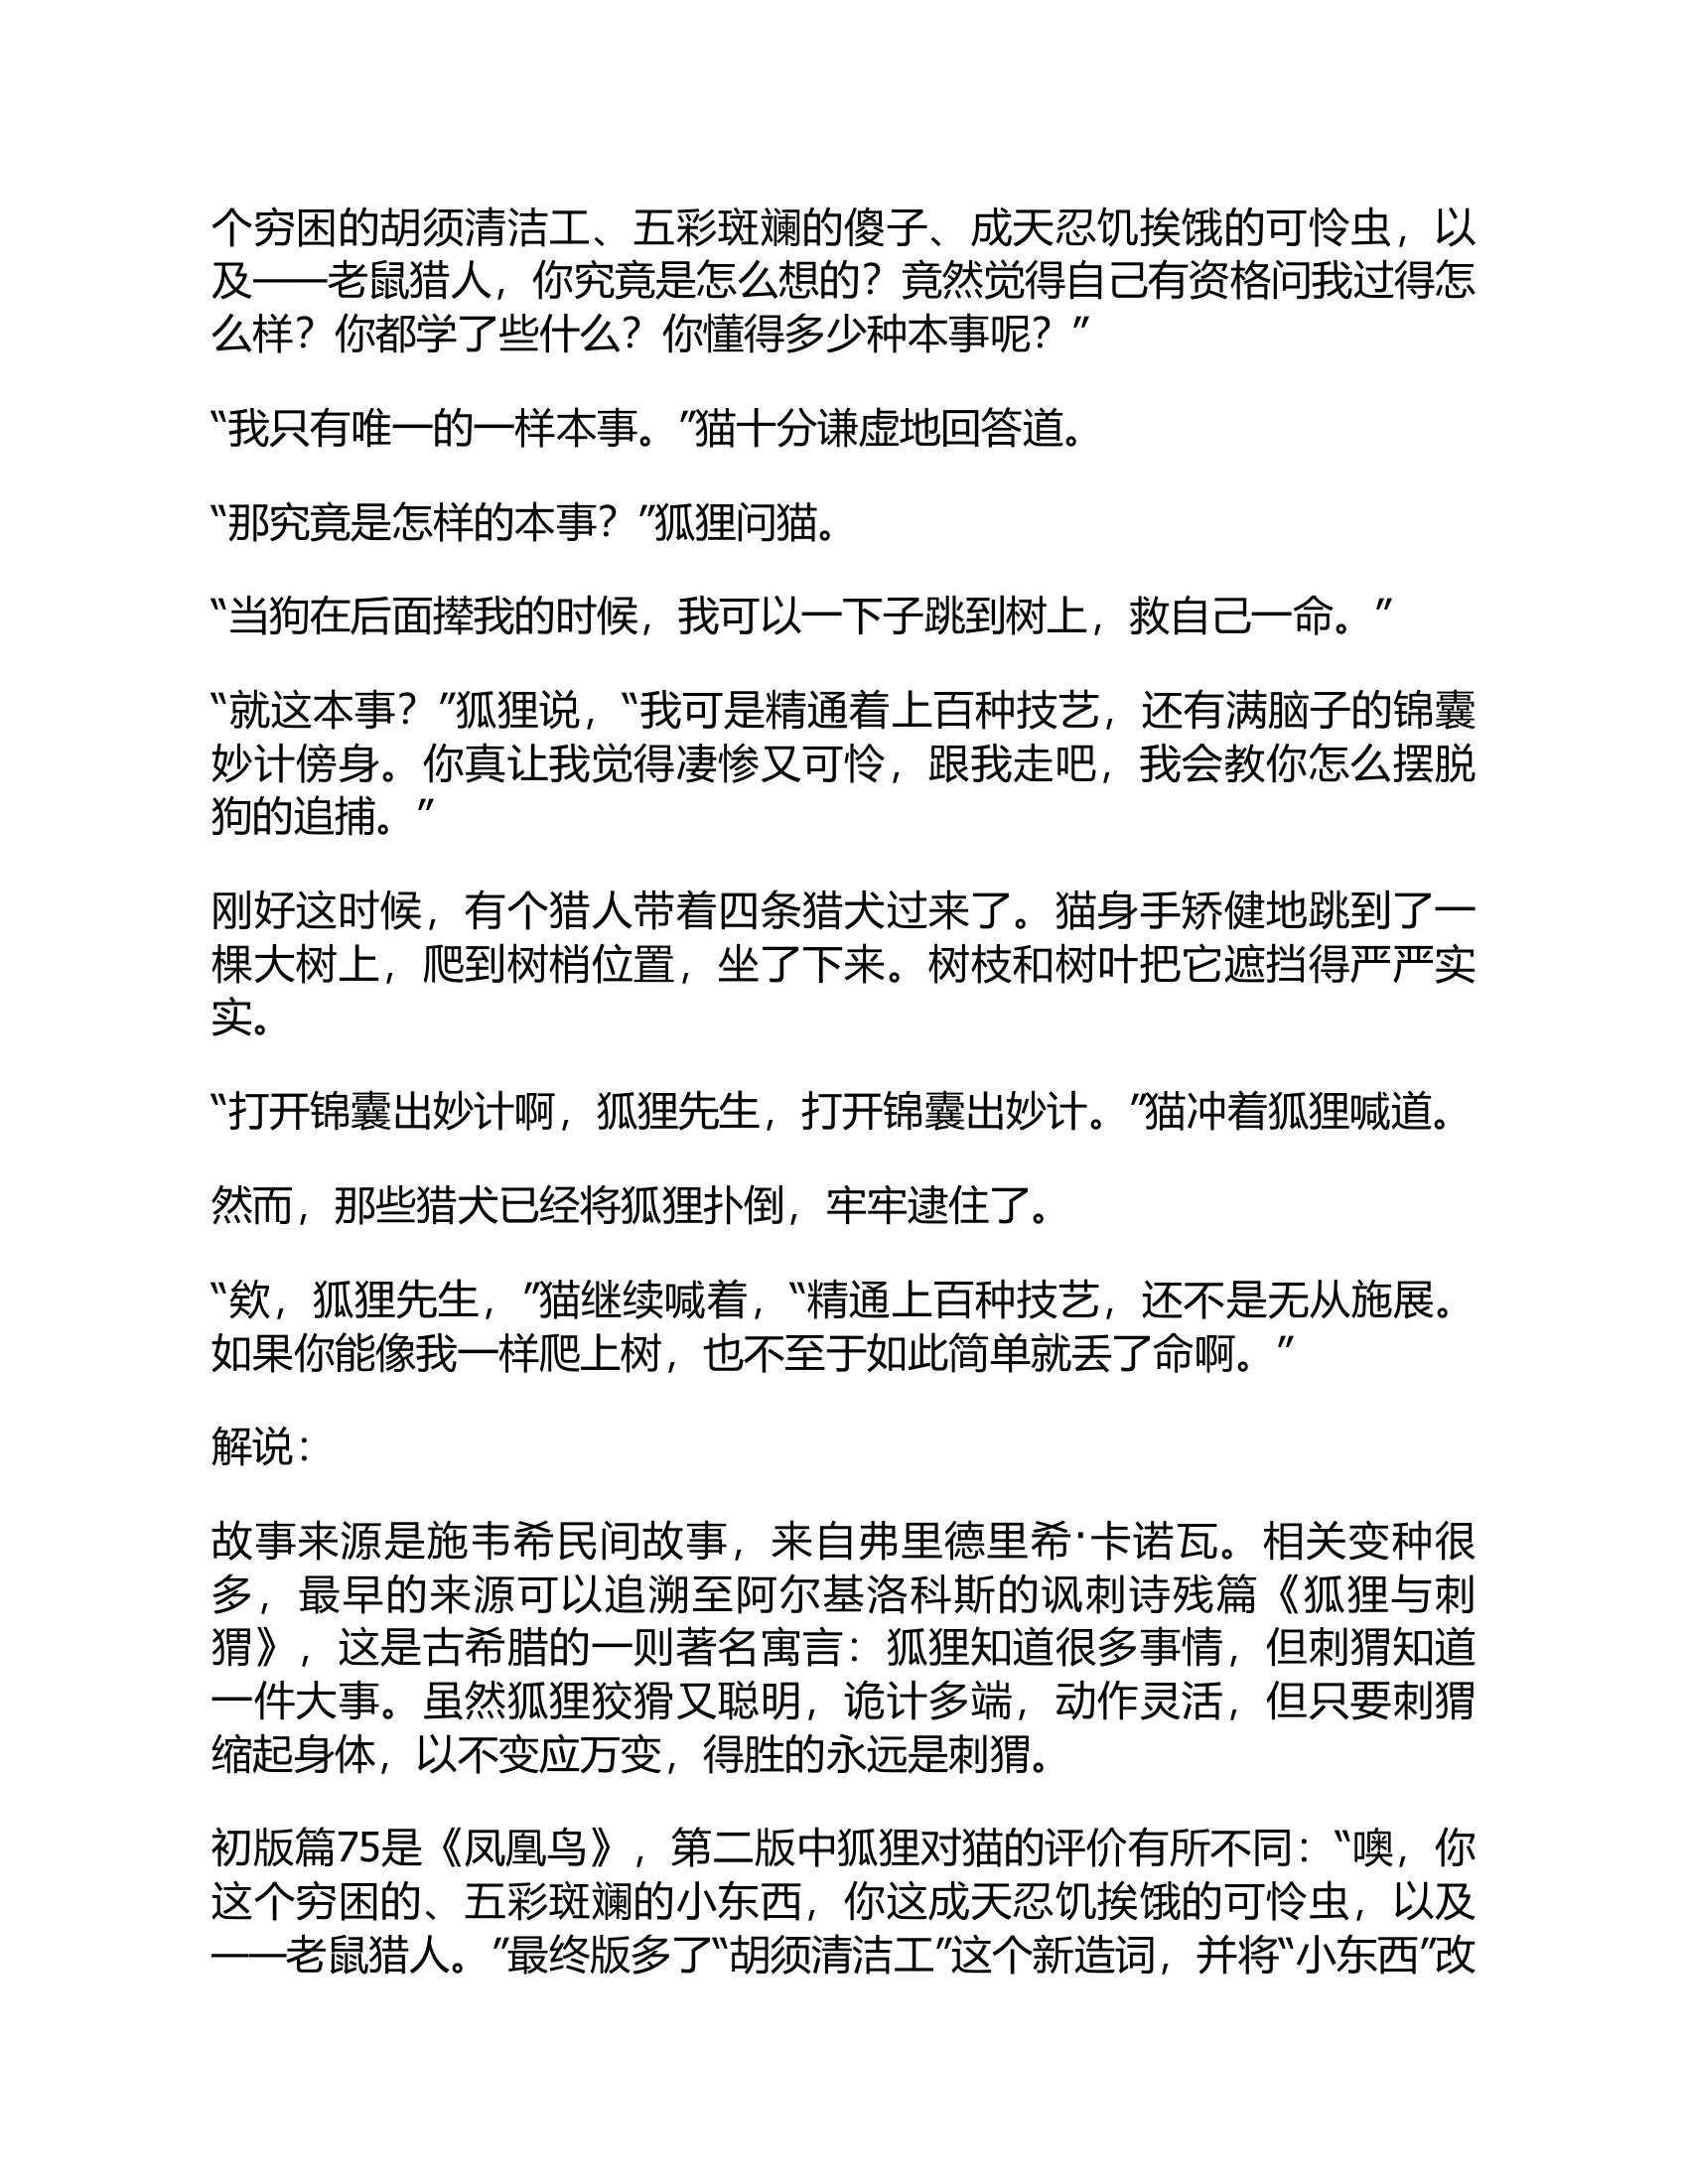 个穷困的胡须清洁工、五彩斑斓的傻子、成天忍饥挨饿的可怜虫，以
及——老鼠猎人，你究竟是怎么想的？竟然觉得自己有资格问我过得怎
么样？你都学了些什么？你懂得多少种本事呢？”
“我只有唯一的一样本事。”猫十分谦虚地回答道。
“那究竟是怎样的本事？”狐狸问猫。
“当狗在后面撵我的时候，我可以一下子跳到树上，救自己一命。”
“就这本事？”狐狸说，“我可是精通着上百种技艺，还有满脑子的锦囊
妙计傍身。你真让我觉得凄惨又可怜，跟我走吧，我会教你怎么摆脱
狗的追捕。”
刚好这时候，有个猎人带着四条猎犬过来了。猫身手矫健地跳到了一
棵大树上，爬到树梢位置，坐了下来。树枝和树叶把它遮挡得严严实
实。
“打开锦囊出妙计啊，狐狸先生，打开锦囊出妙计。”猫冲着狐狸喊道。
然而，那些猎犬已经将狐狸扑倒，牢牢逮住了。
“欸，狐狸先生，”猫继续喊着，“精通上百种技艺，还不是无从施展。
如果你能像我一样爬上树，也不至于如此简单就丢了命啊。”
解说：
故事来源是施韦希民间故事，来自弗里德里希·卡诺瓦。相关变种很
多，最早的来源可以追溯至阿尔基洛科斯的讽刺诗残篇《狐狸与刺
猬》，这是古希腊的一则著名寓言：狐狸知道很多事情，但刺猬知道
一件大事。虽然狐狸狡猾又聪明，诡计多端，动作灵活，但只要刺猬
缩起身体，以不变应万变，得胜的永远是刺猬。
初版篇75是《凤凰鸟》，第二版中狐狸对猫的评价有所不同：“噢，你
这个穷困的、五彩斑斓的小东西，你这成天忍饥挨饿的可怜虫，以及
——老鼠猎人。”最终版多了“胡须清洁工”这个新造词，并将“小东西”改